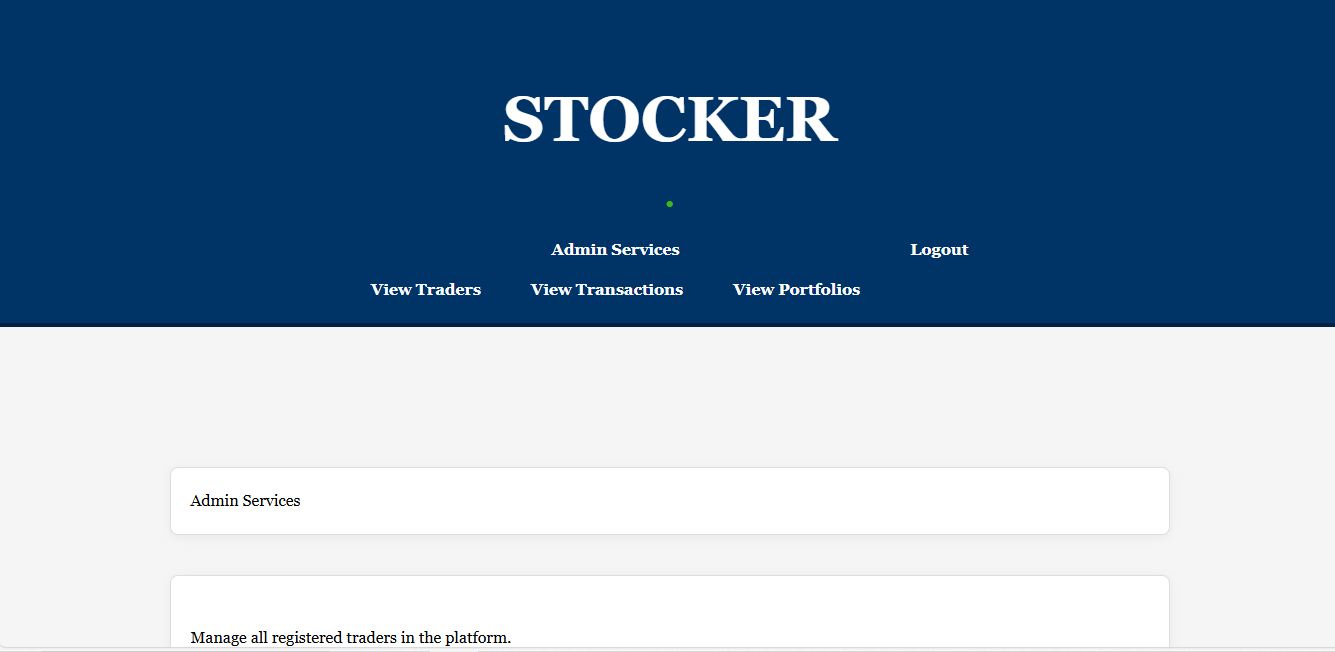 STOCKER
Admin Services Logout
View Traders View Transactions View Portfolios
Admin Services
Manage all registered traders in the platform.